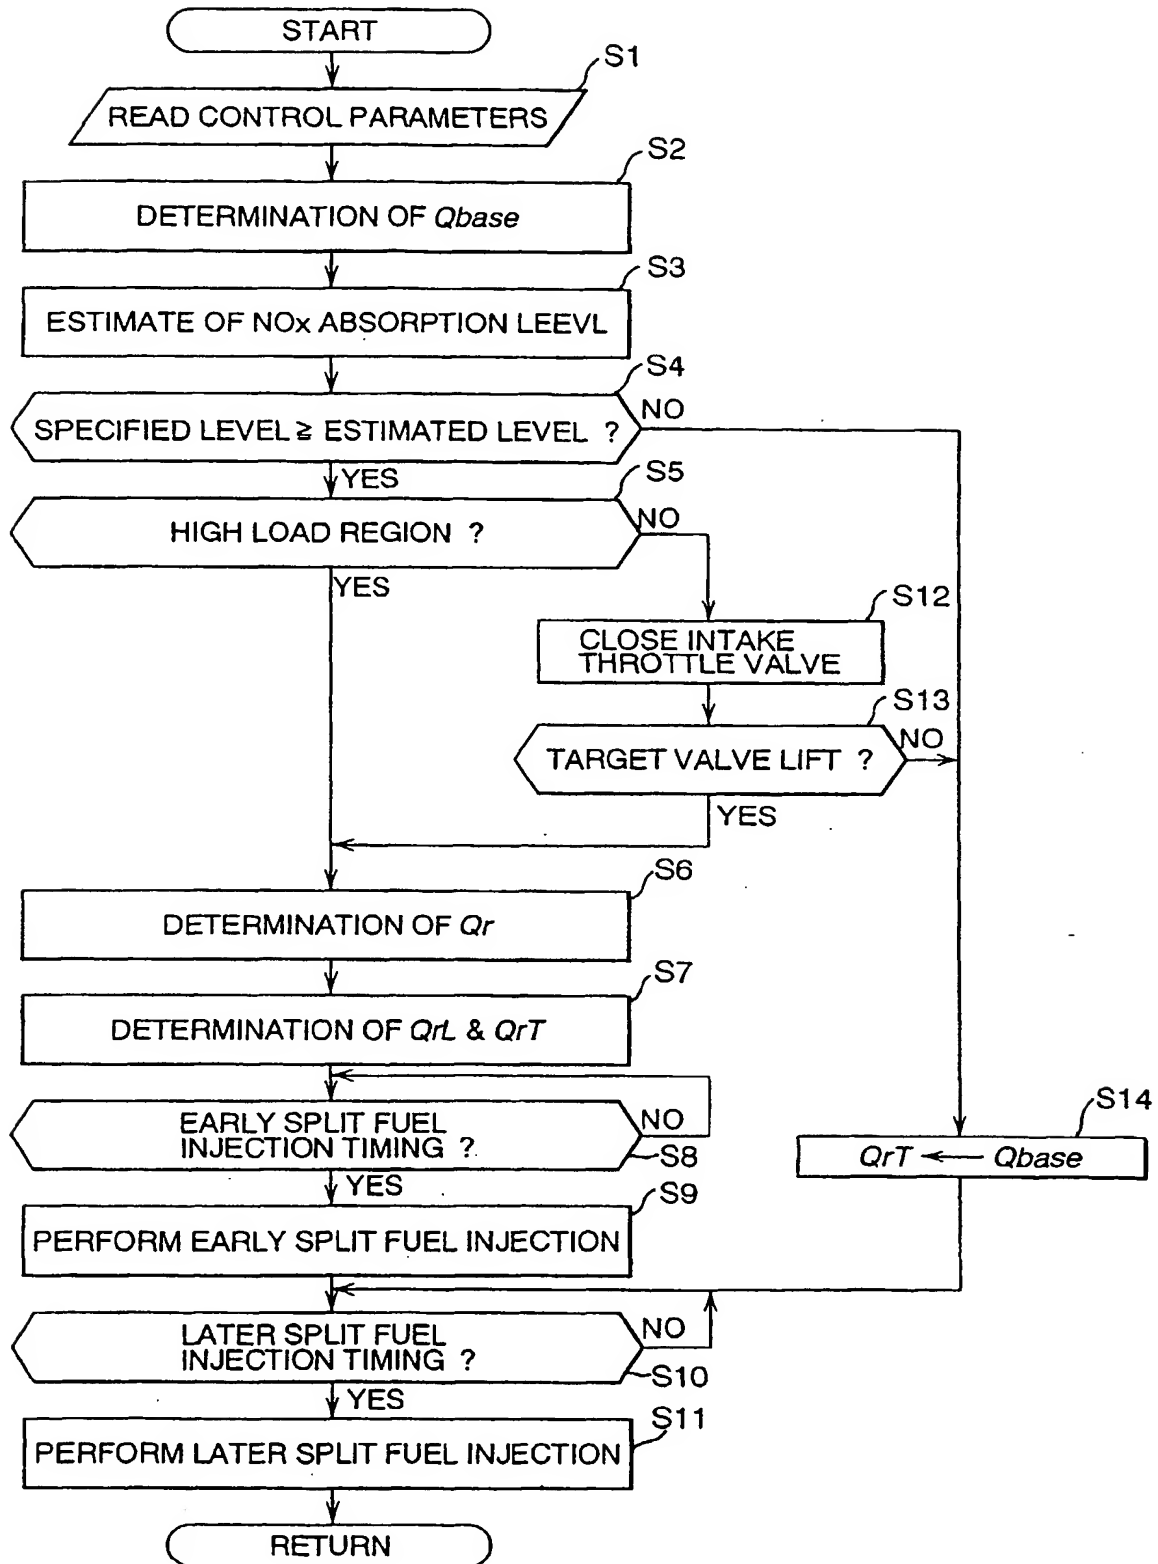 START
S1
READ CONTROL PARAMETERS
S2
DETERMINATION OF Qbase
S3
ESTIMATE OF NOx ABSORPTION LEEVL
S4
SPECIFIED LEVEL ≧ ESTIMATED LEVEL ?
NO
YES
S5
HIGH LOAD REGION ?
NO
YES
S12
CLOSE INTAKE
THROTTLE VALVE
S13
TARGET VALVE LIFT ?
NO
YES
S6
DETERMINATION OF Qr
S7
DETERMINATION OF QrL & QrT
EARLY SPLIT FUEL
INJECTION TIMING ?
NO
S8
YES
S14
QrT ← Qbase
S9
PERFORM EARLY SPLIT FUEL INJECTION
LATER SPLIT FUEL
INJECTION TIMING ?
NO
S10
YES
S11
PERFORM LATER SPLIT FUEL INJECTION
RETURN